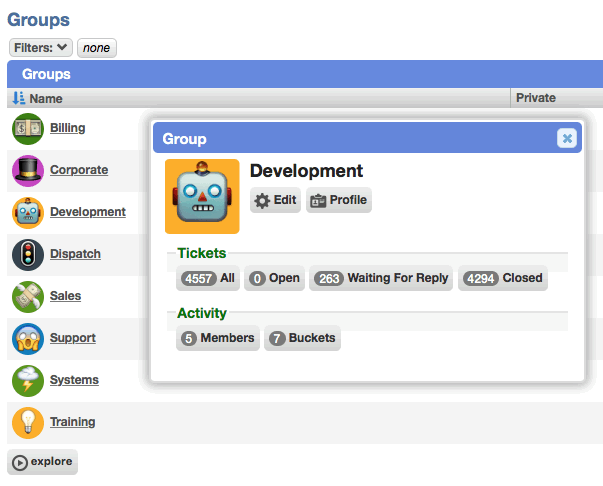 Groups
Filters: none
Groups
Name Private
Billing
Corporate
Development
Dispatch
Sales
Support
Systems
Training
explore
Group
Development
Edit Profile
Tickets
4557 All 0 Open 263 Waiting For Reply 4294 Closed
Activity
5 Members 7 Buckets